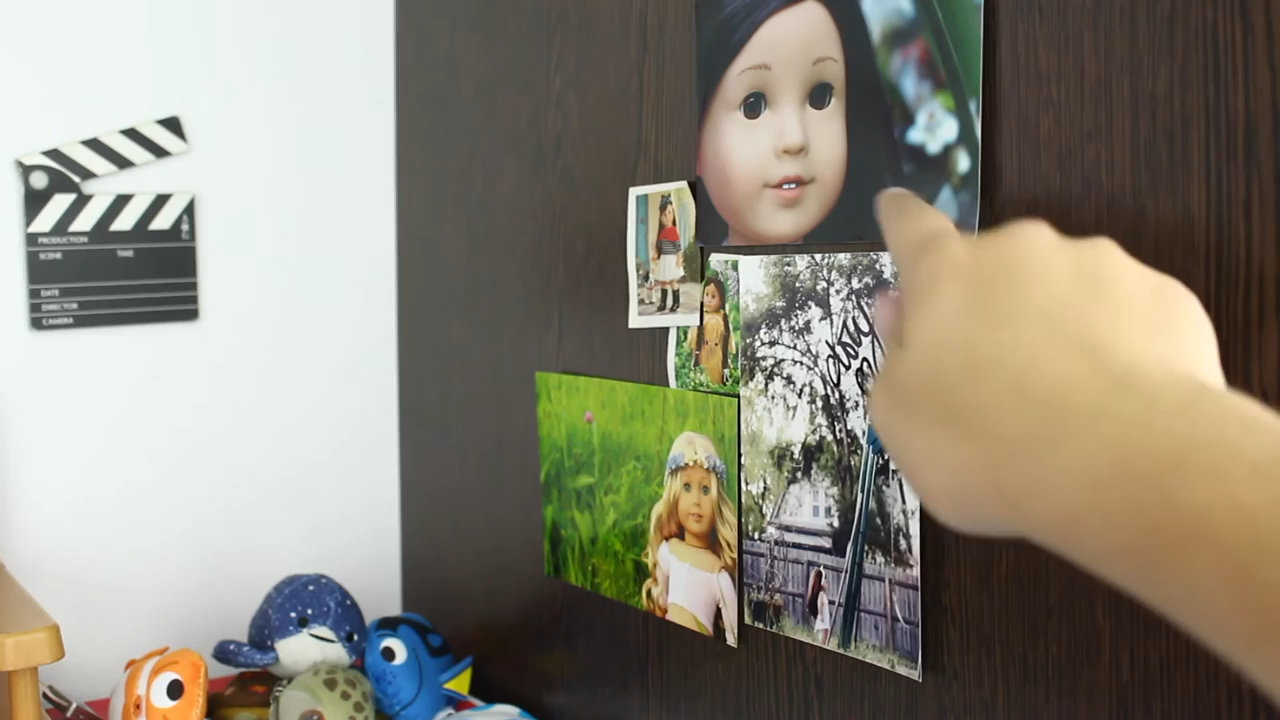 PRODUCTION
SCENE TAKE
DATE
DIRECTOR
CAMERA